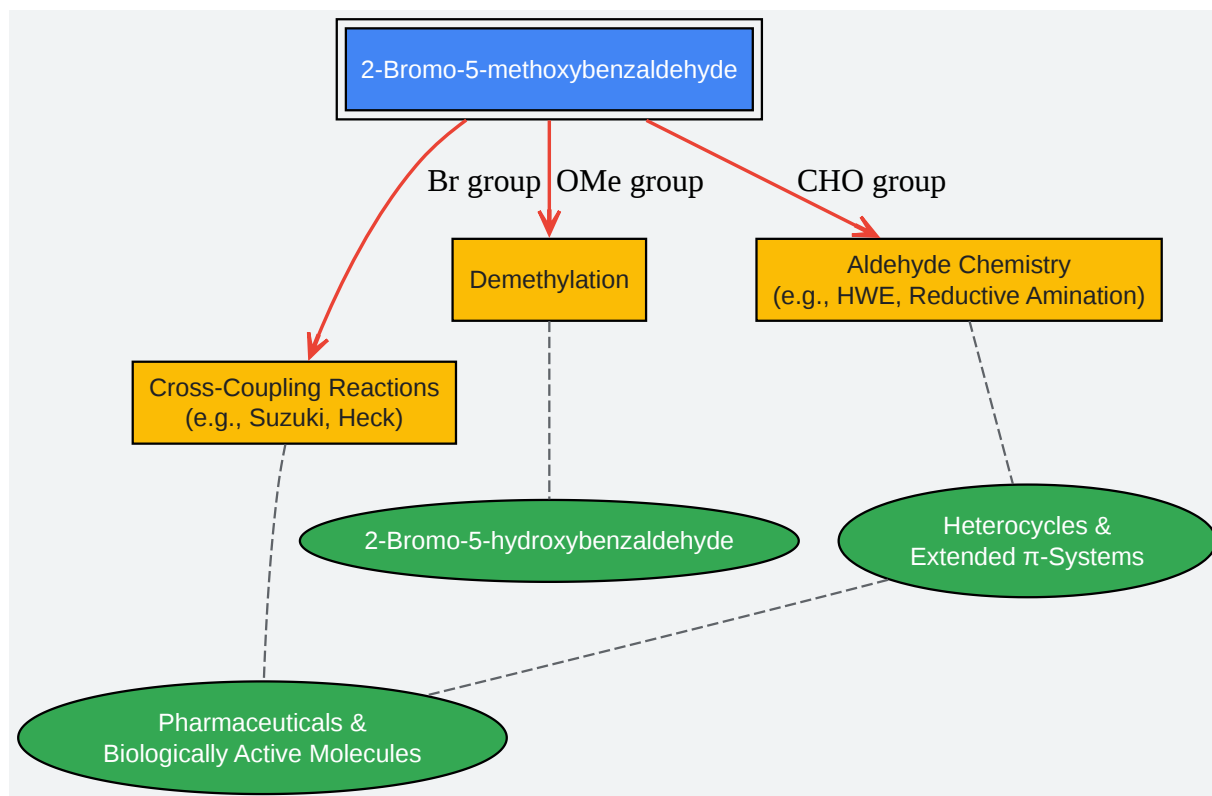 2-Bromo-5-methoxybenzaldehyde
Br group
OMe group
CHO group
Demethylation
Aldehyde Chemistry
(e.g., HWE, Reductive Amination)
Cross-Coupling Reactions
(e.g., Suzuki, Heck)
2-Bromo-5-hydroxybenzaldehyde
Heterocycles &
Extended π-Systems
Pharmaceuticals &
Biologically Active Molecules